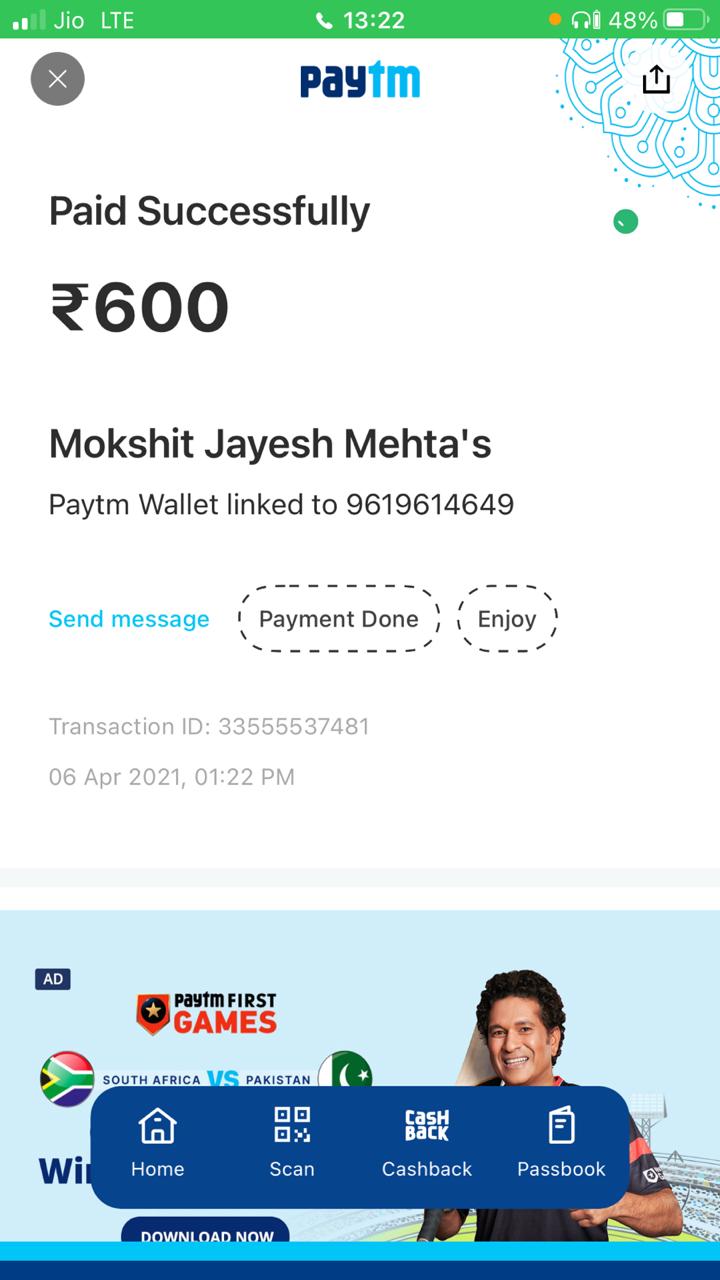 Jio LTE 13:22 48%
paytm
Paid Successfully
₹600
Mokshit Jayesh Mehta's
Paytm Wallet linked to 9619614649
Send message Payment Done Enjoy
Transaction ID: 33555537481
06 Apr 2021, 01:22 PM
AD
paytm FIRST
GAMES
SOUTH AFRICA VS PAKISTAN
Home Scan CASH BACK Cashback Passbook
DOWNLOAD NOW